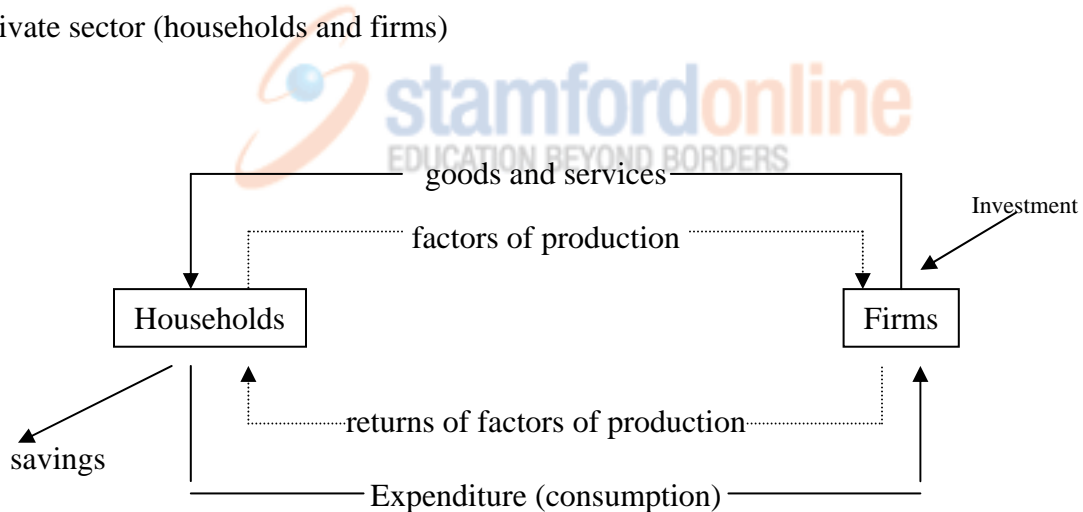 ivate sector (households and firms)
stamfordonline
EDUCATION BEYOND BORDERS
goods and services
Investment
factors of production
Households
Firms
returns of factors of production
savings
Expenditure (consumption)